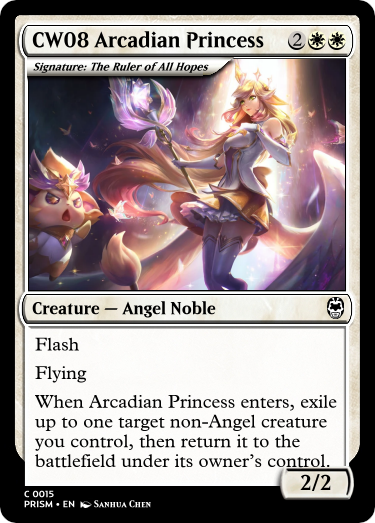 CW08 Arcadian Princess 2
Signature: The Ruler of All Hopes
Creature — Angel Noble
Flash
Flying
When Arcadian Princess enters, exile
up to one target non-Angel creature
you control, then return it to the
battlefield under its owner's control.
2/2
C 0015
PRISM • EN Sanhua Chen